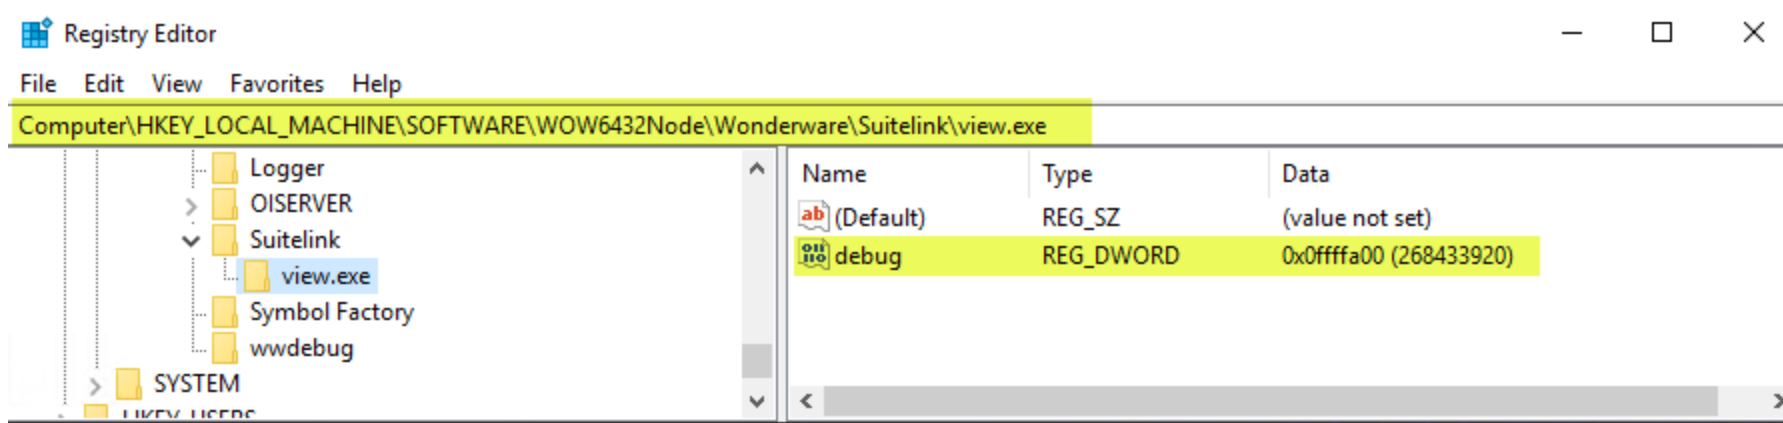 Registry Editor
File Edit View Favorites Help
Computer\HKEY_LOCAL_MACHINE\SOFTWARE\WOW6432Node\Wonderware\Suitelink\view.exe
Logger
OISERVER
Suitelink
view.exe
Symbol Factory
wwdebug
SYSTEM
HKEY_USERS
Name Type Data
(Default) REG_SZ (value not set)
debug REG_DWORD 0x0ffffa00 (268433920)